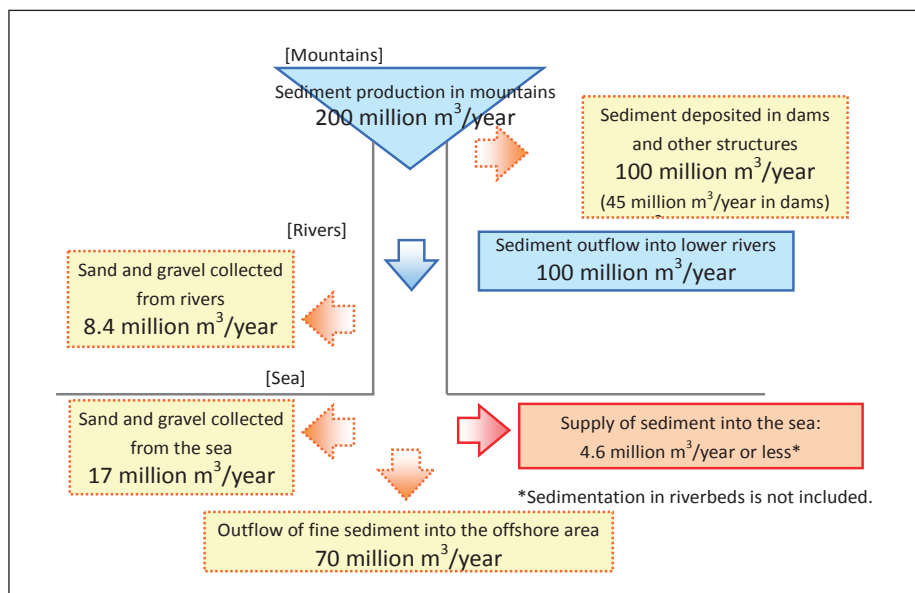 [Mountains]
Sediment production in mountains
200 million m³/year
Sediment deposited in dams
and other structures
100 million m³/year
(45 million m³/year in dams)
[Rivers]
Sediment outflow into lower rivers
100 million m³/year
Sand and gravel collected
from rivers
8.4 million m³/year
[Sea]
Sand and gravel collected
from the sea
17 million m³/year
Supply of sediment into the sea:
4.6 million m³/year or less*
*Sedimentation in riverbeds is not included.
Outflow of fine sediment into the offshore area
70 million m³/year